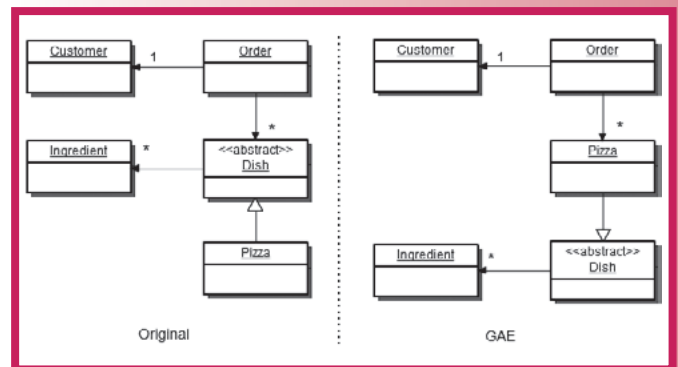 Customer
1
Order
*
Ingredient
*
<<abstract>>
Dish
Pizza
Original
Customer
1
Order
*
Pizza
Ingredient
*
<<abstract>>
Dish
GAE